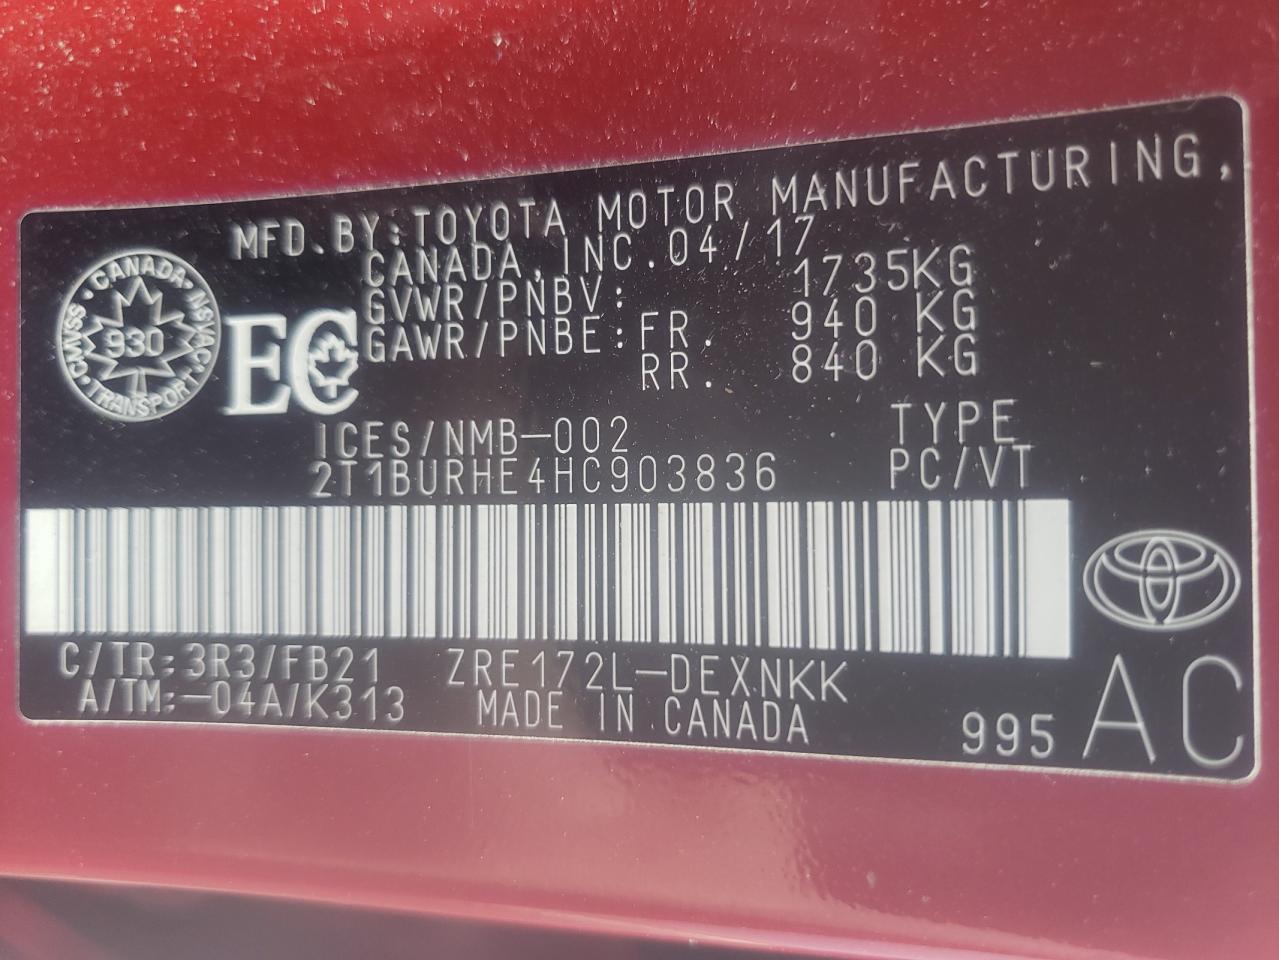 MFD.BY:TOYOTA MOTOR MANUFACTURING,
CANADA,INC.04/17
GVWR/PNBV: 1735KG
GAWR/PNBE:FR. 940 KG
RR. 840 KG
CANADA·NSVAC·TRANSPORT·CMVSS·
930
EC
ICES/NMB-002
TYPE
2T1BURHE4HC903836
PC/VT
C/TR:3R3/FB21 ZRE172L-DEXNKK
A/TM:-04A/K313 MADE IN CANADA
995 AC